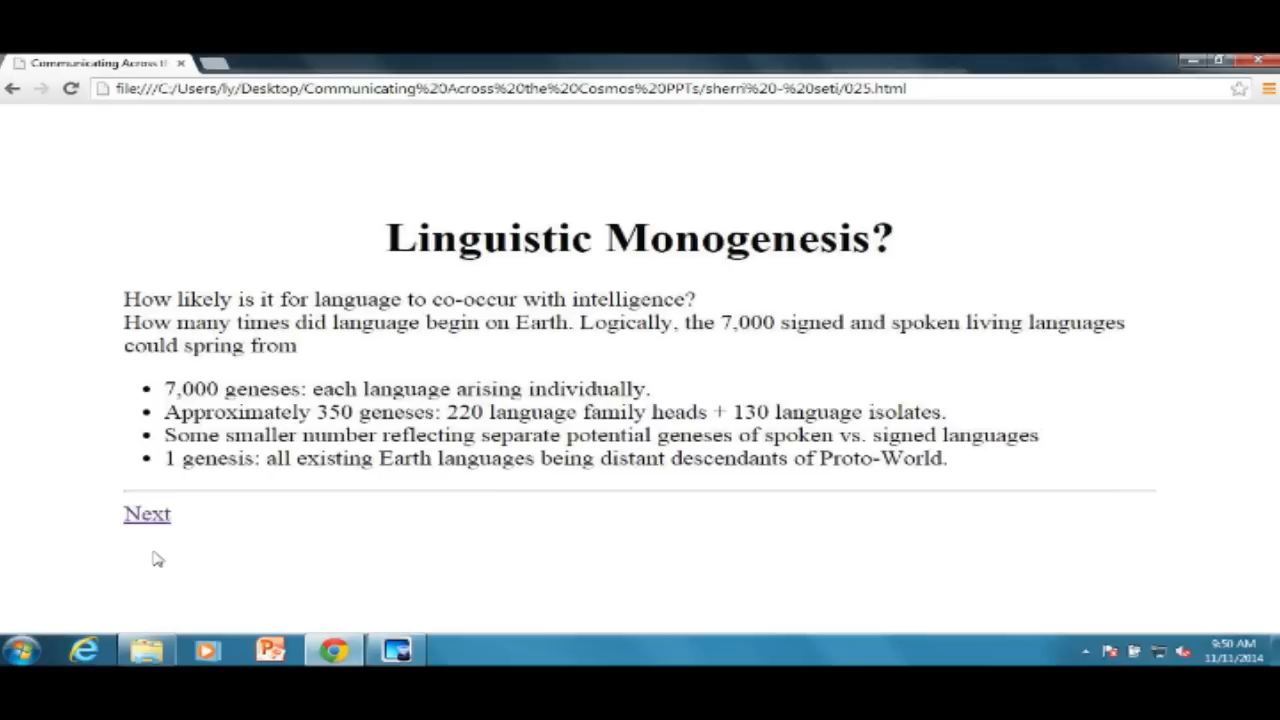 Communicating Across t
file:///C:/Users/ly/Desktop/Communicating%20Across%20the%20Cosmos%20PPTs/sherri%20-%20seti/025.html
Linguistic Monogenesis?
How likely is it for language to co-occur with intelligence?
How many times did language begin on Earth. Logically, the 7,000 signed and spoken living languages
could spring from
• 7,000 geneses: each language arising individually.
• Approximately 350 geneses: 220 language family heads + 130 language isolates.
• Some smaller number reflecting separate potential geneses of spoken vs. signed languages
• 1 genesis: all existing Earth languages being distant descendants of Proto-World.
Next
9:50 AM
11/11/2014